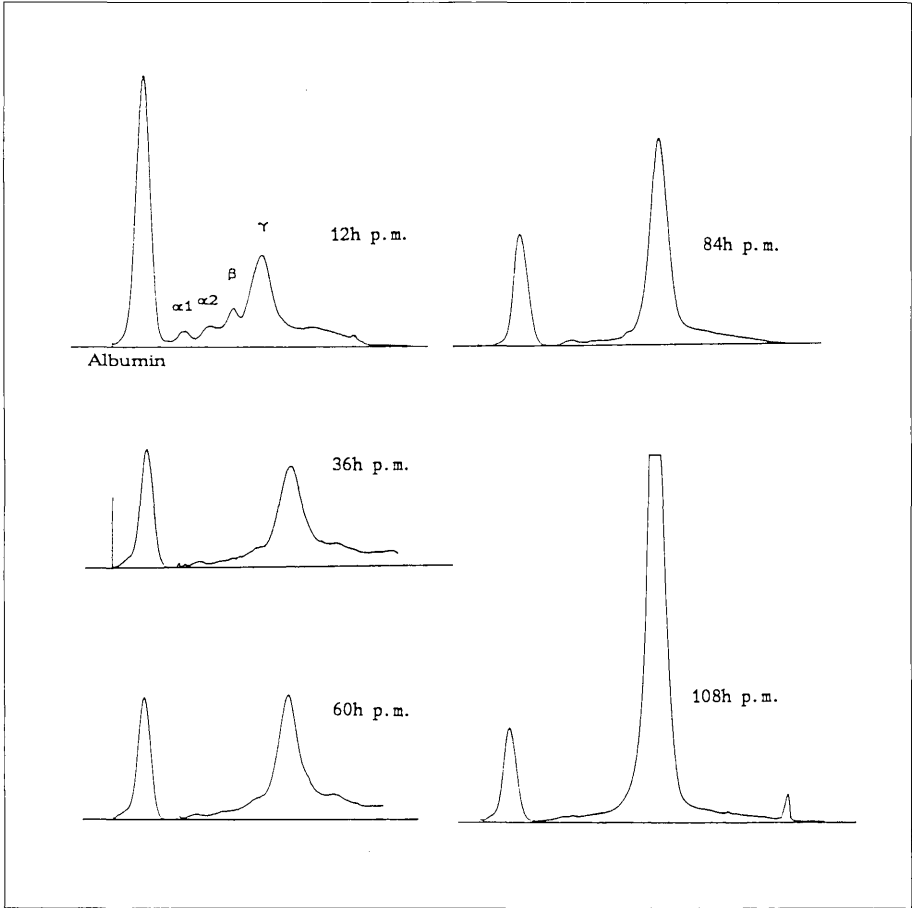 γ
12h p.m.
β
α1 α2
Albumin
84h p.m.
36h p.m.
60h p.m.
108h p.m.